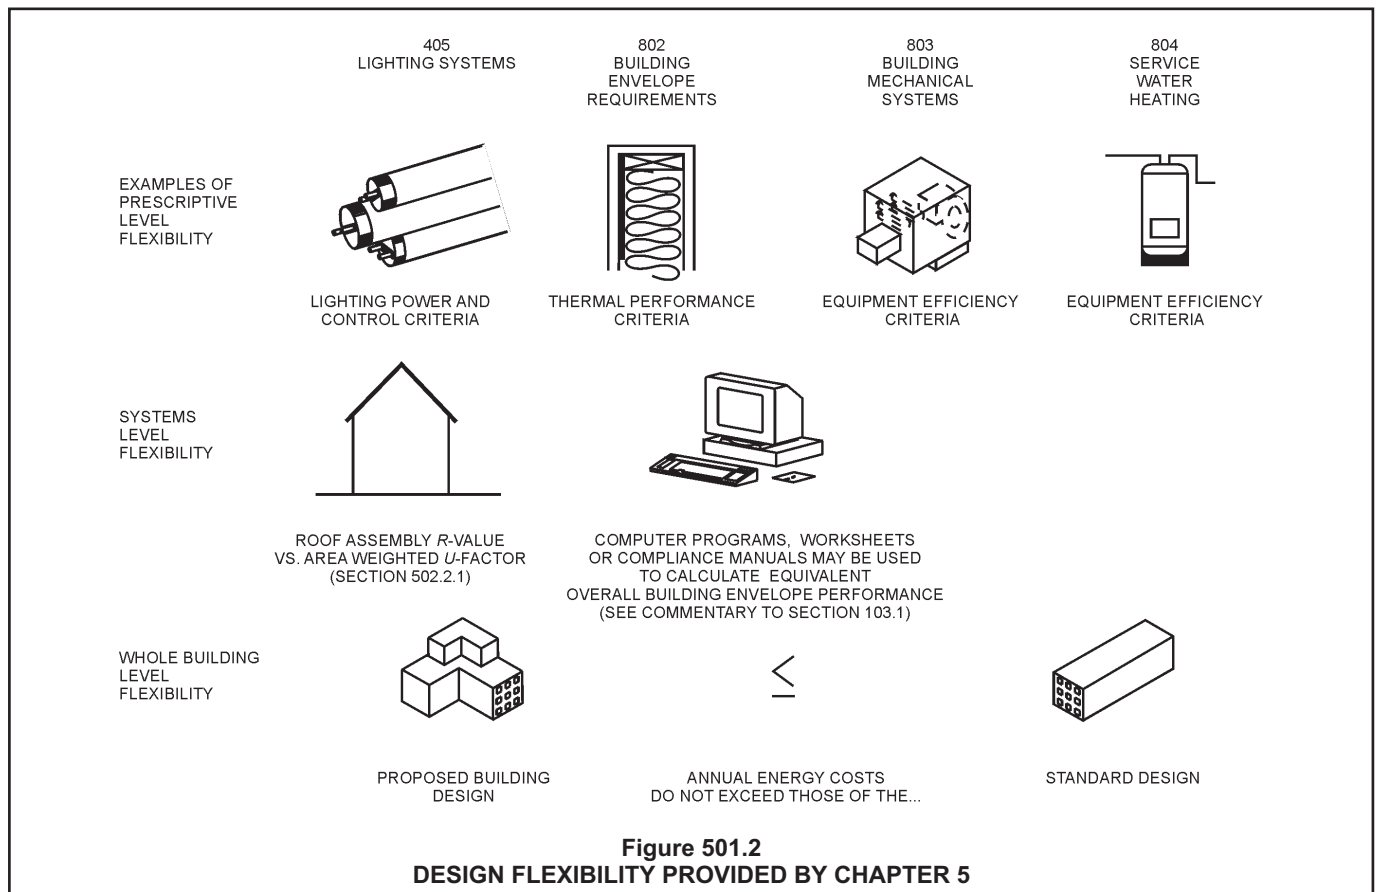 405
LIGHTING SYSTEMS
802
BUILDING
ENVELOPE
REQUIREMENTS
803
BUILDING
MECHANICAL
SYSTEMS
804
SERVICE
WATER
HEATING
EXAMPLES OF
PRESCRIPTIVE
LEVEL
FLEXIBILITY
LIGHTING POWER AND
CONTROL CRITERIA
THERMAL PERFORMANCE
CRITERIA
EQUIPMENT EFFICIENCY
CRITERIA
EQUIPMENT EFFICIENCY
CRITERIA
SYSTEMS
LEVEL
FLEXIBILITY
ROOF ASSEMBLY R-VALUE
VS. AREA WEIGHTED U-FACTOR
(SECTION 502.2.1)
COMPUTER PROGRAMS, WORKSHEETS
OR COMPLIANCE MANUALS MAY BE USED
TO CALCULATE EQUIVALENT
OVERALL BUILDING ENVELOPE PERFORMANCE
(SEE COMMENTARY TO SECTION 103.1)
WHOLE BUILDING
LEVEL
FLEXIBILITY
≤
PROPOSED BUILDING
DESIGN
ANNUAL ENERGY COSTS
DO NOT EXCEED THOSE OF THE...
STANDARD DESIGN
Figure 501.2
DESIGN FLEXIBILITY PROVIDED BY CHAPTER 5